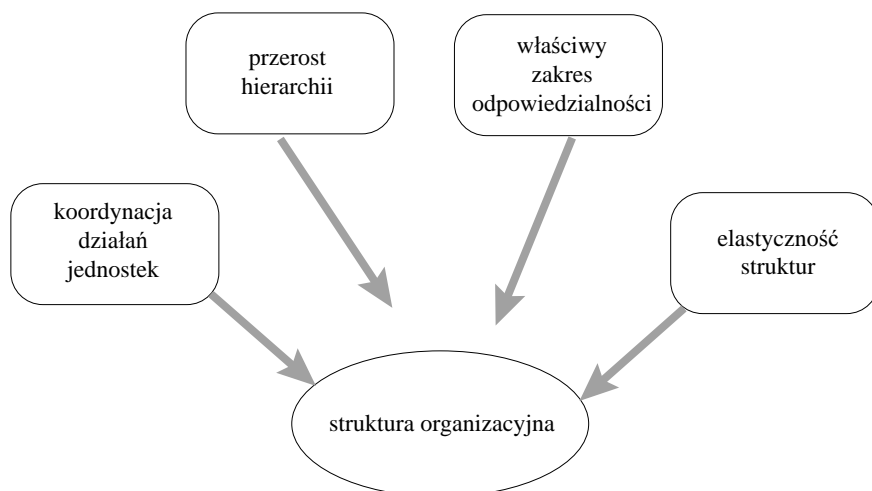 przerost
hierarchii
właściwy
zakres
odpowiedzialności
koordynacja
działań
jednostek
elastyczność
struktur
struktura organizacyjna